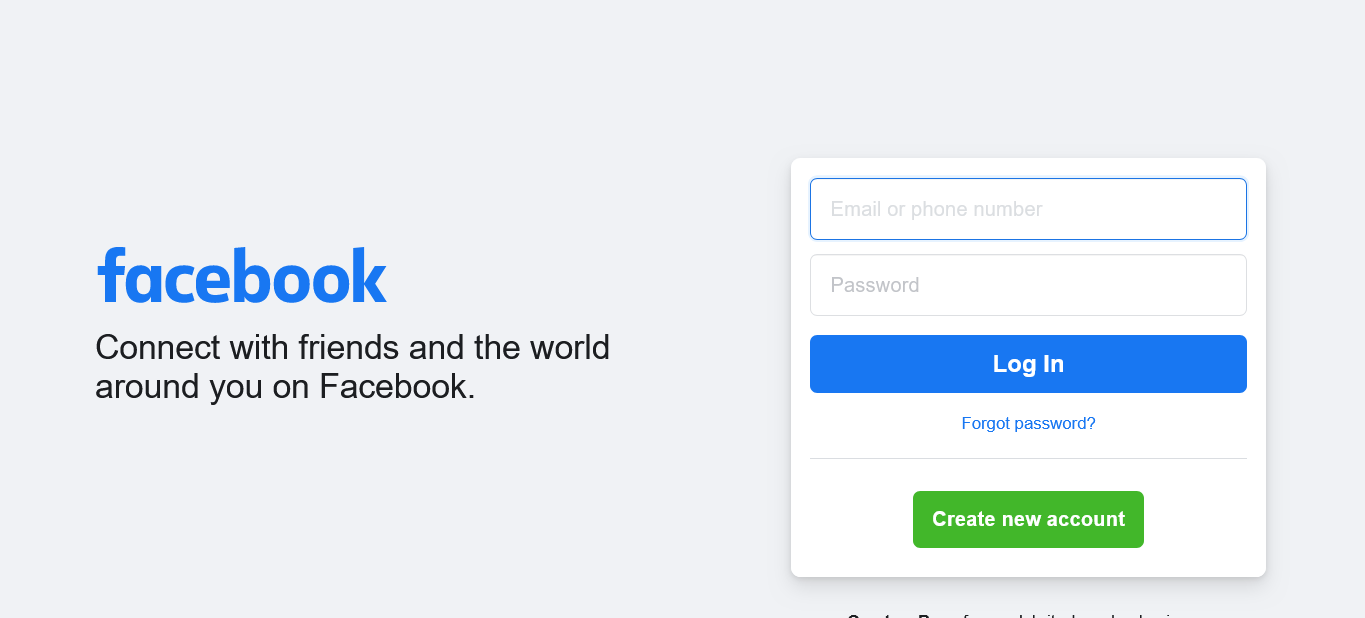 facebook
Connect with friends and the world
around you on Facebook.
Email or phone number
Password
Log In
Forgot password?
Create new account